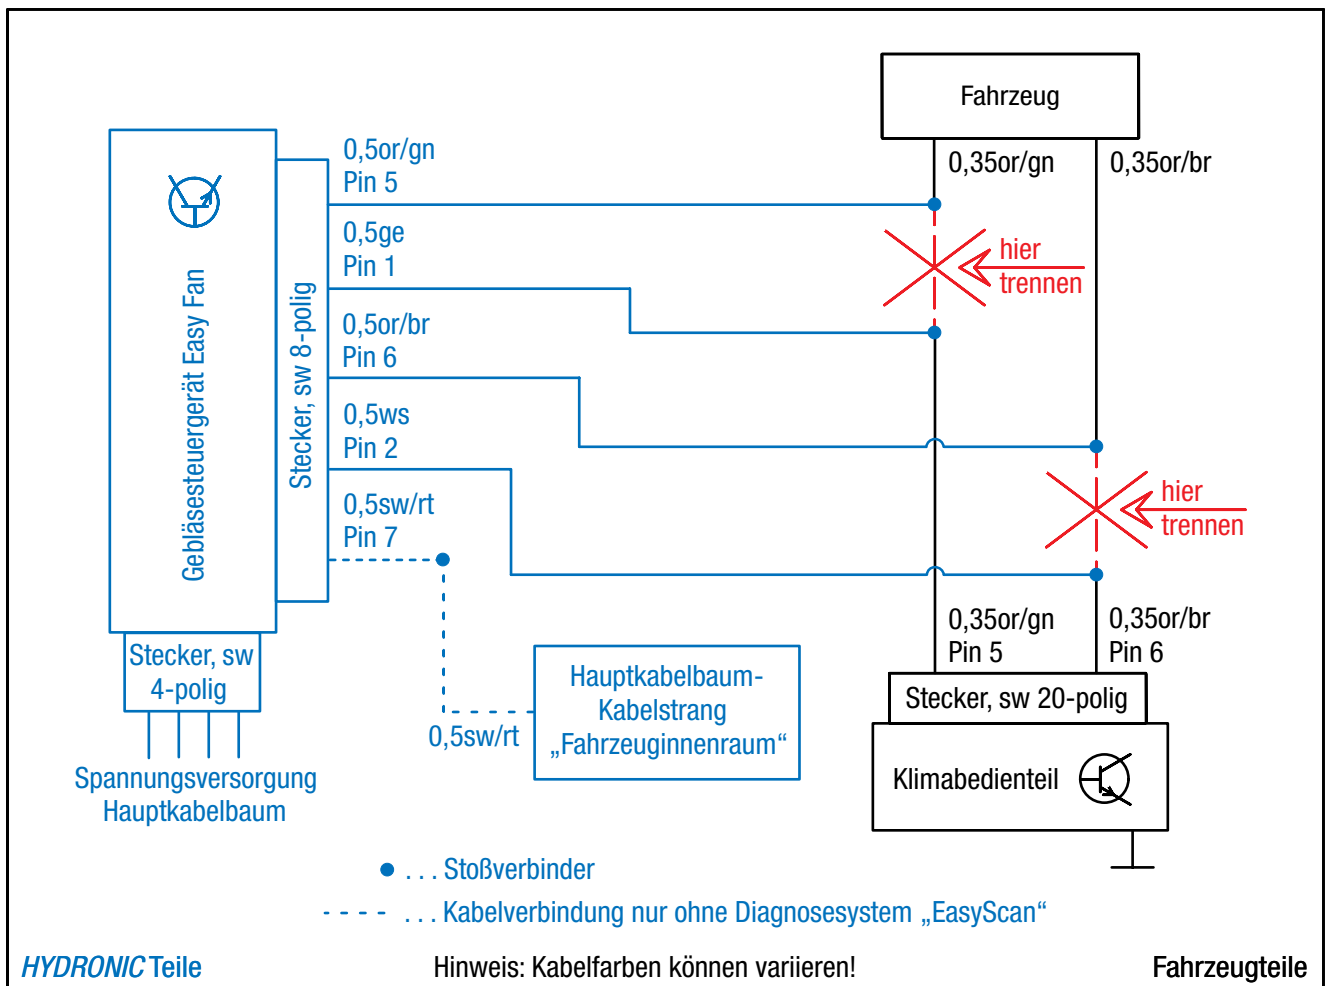 Fahrzeug
0,35or/gn
0,35or/br
0,5or/gn
Pin 5
0,5ge
Pin 1
0,5or/br
Pin 6
0,5ws
Pin 2
0,5sw/rt
Pin 7
Gebläsesteuergerät Easy Fan
Stecker, sw 8-polig
hier
trennen
hier
trennen
0,35or/gn
Pin 5
0,35or/br
Pin 6
Stecker, sw
4-polig
Spannungsversorgung
Hauptkabelbaum
0,5sw/rt
Hauptkabelbaum-
Kabelstrang
„Fahrzeuginnenraum“
Stecker, sw 20-polig
Klimabedienteil
. . . Stoßverbinder
. . . Kabelverbindung nur ohne Diagnosesystem „EasyScan“
HYDRONIC Teile
Hinweis: Kabelfarben können variieren!
Fahrzeugteile